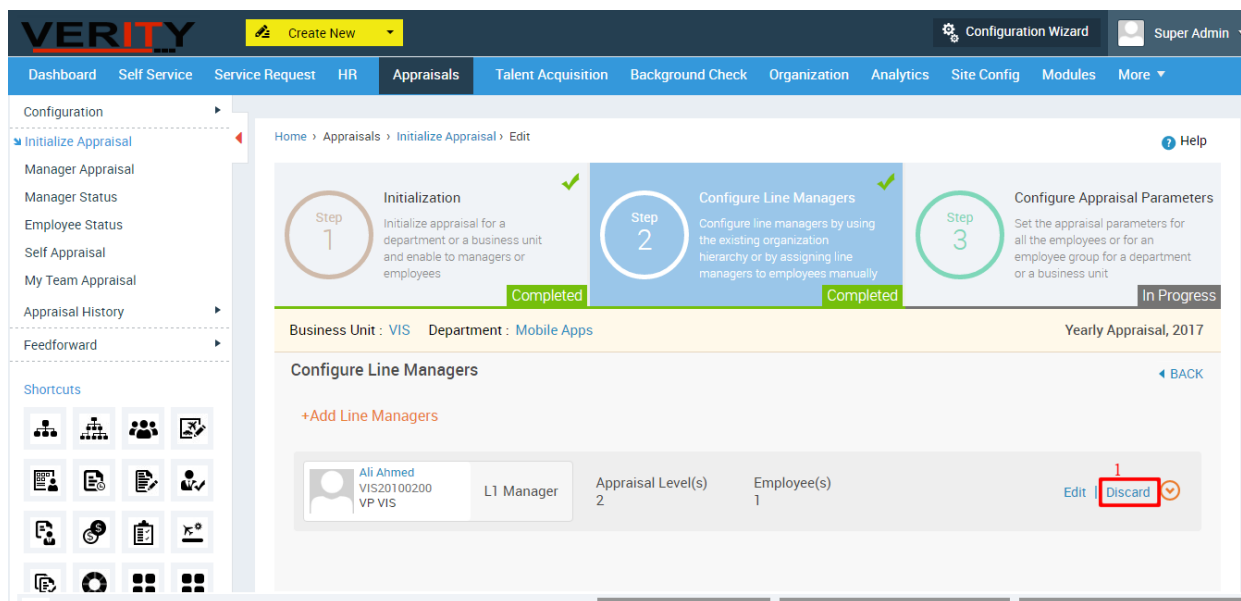 VERITY
Create New
Configuration Wizard
Super Admin
Dashboard Self Service Service Request HR Appraisals Talent Acquisition Background Check Organization Analytics Site Config Modules More
Configuration
Initialize Appraisal
Manager Appraisal
Manager Status
Employee Status
Self Appraisal
My Team Appraisal
Appraisal History
Feedforward
Shortcuts
Home › Appraisals › Initialize Appraisal › Edit
Help
Step
1
Initialization
Initialize appraisal for a
department or a business unit
and enable to managers or
employees
Completed
Step
2
Configure Line Managers
Configure line managers by using
the existing organization
hierarchy or by assigning line
managers to employees manually
Completed
Step
3
Configure Appraisal Parameters
Set the appraisal parameters for
all the employees or for an
employee group for a department
or a business unit
In Progress
Business Unit : VIS Department : Mobile Apps
Yearly Appraisal, 2017
Configure Line Managers
BACK
+Add Line Managers
Ali Ahmed
VIS20100200
VP VIS
L1 Manager
Appraisal Level(s)
2
Employee(s)
1
1
Edit | Discard